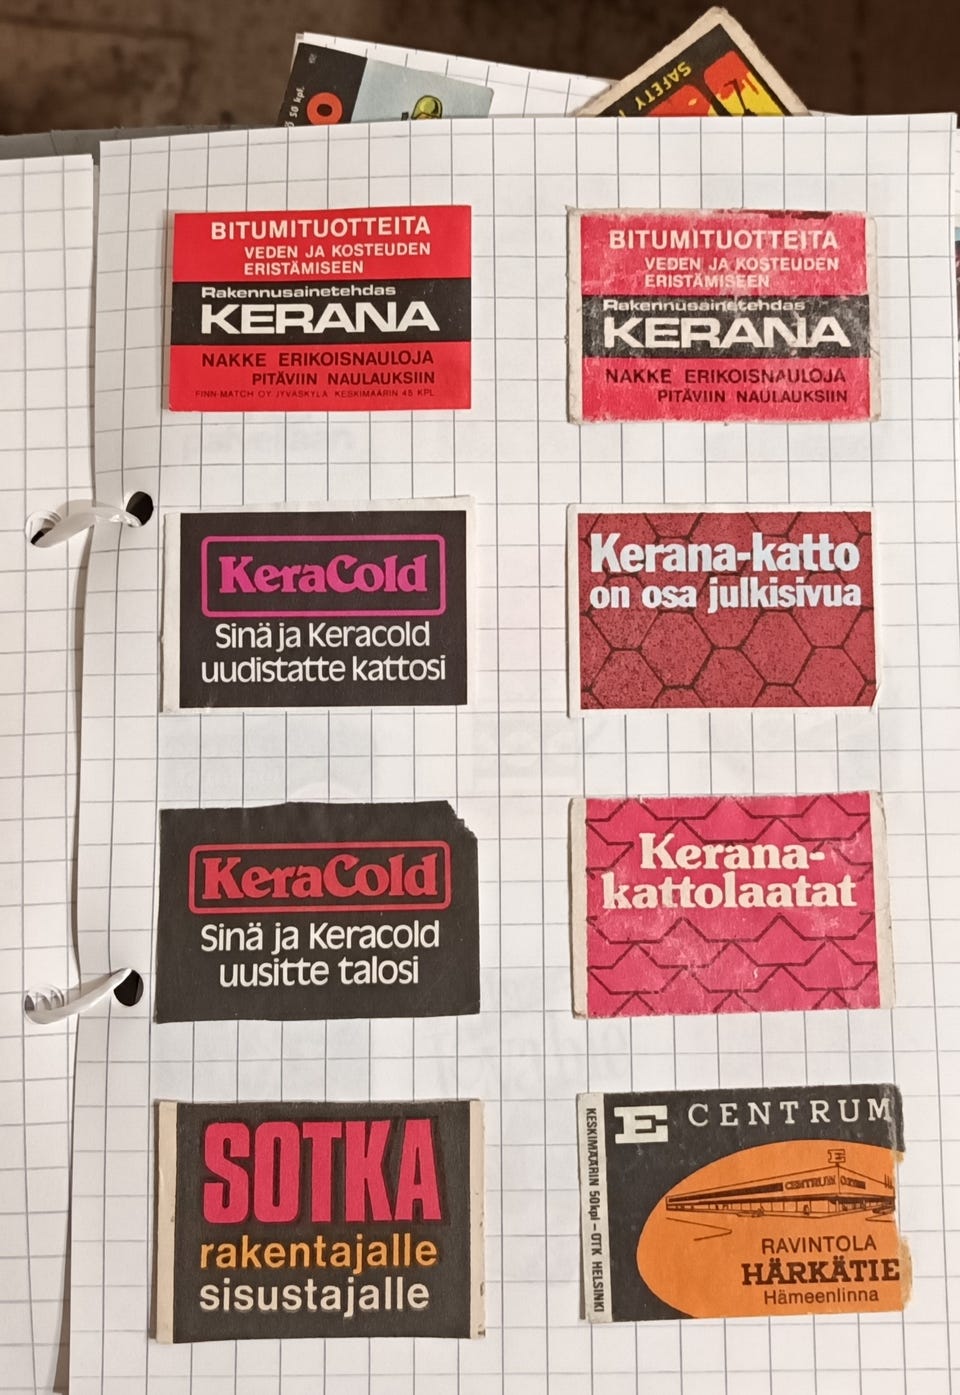 50 kpl.
SAFETY
BITUMITUOTTEITA
VEDEN JA KOSTEUDEN
ERISTÄMISEEN
Rakennusainetehdas
KERANA
NAKKE ERIKOISNAULOJA
PITÄVIIN NAULAUKSIIN
FINN-MATCH OY JYVÄSKYLÄ KESKIMÄÄRIN 45 KPL
BITUMITUOTTEITA
VEDEN JA KOSTEUDEN
ERISTÄMISEEN
Rakennusainetehdas
KERANA
NAKKE ERIKOISNAULOJA
PITÄVIIN NAULAUKSIIN
KeraCold
Sinä ja Keracold
uudistatte kattosi
Kerana-katto
on osa julkisivua
KeraCold
Sinä ja Keracold
uusitte talosi
Kerana-
kattolaatat
SOTKA
rakentajalle
sisustajalle
KESKIMÄÄRIN 50kpl – OTK HELSINKI
E CENTRUM
E
CENTRUM
RAVINTOLA
HÄRKÄTIE
Hämeenlinna